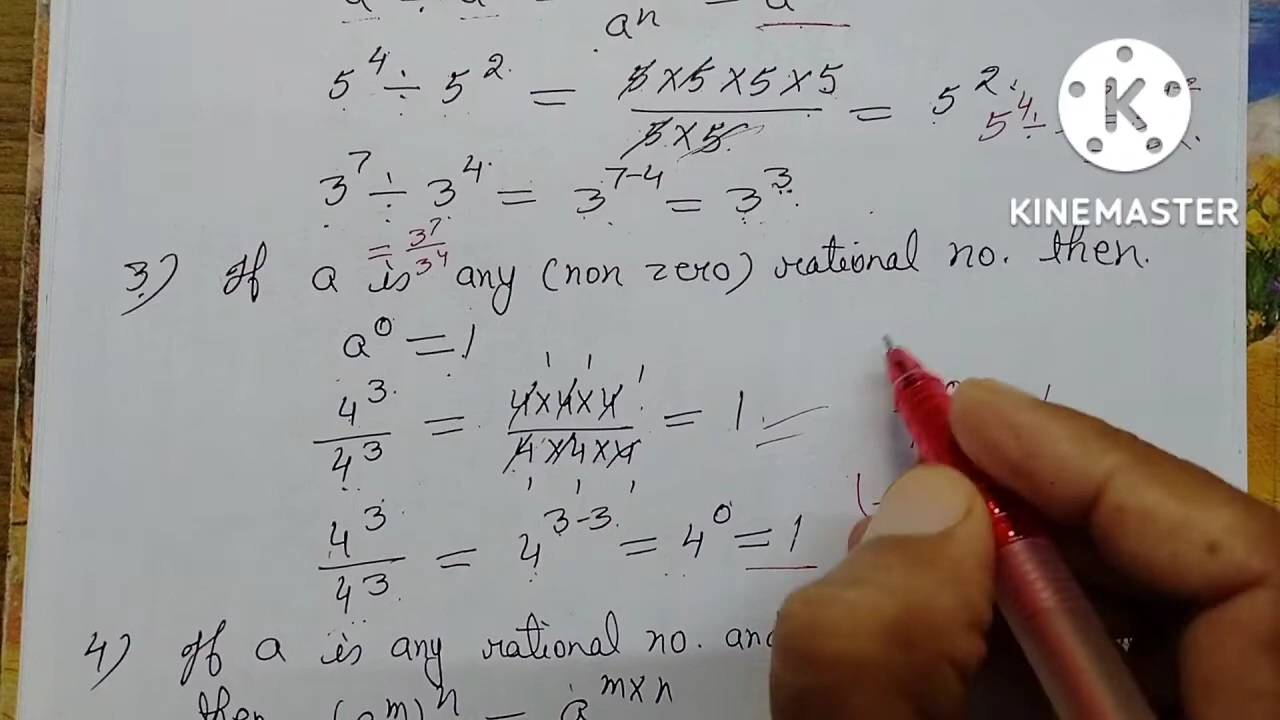 aⁿ
5⁴ ÷ 5² = 5×5×5×5 / 5×5 = 5²
5⁴ ÷
KINEMASTER
3⁷ ÷ 3⁴ = 3⁷⁻⁴ = 3³
= 3⁷/3⁴
3) If a is any (non zero) rational no. then.
a⁰ = 1
4³/4³ = 4×4×4 / 4×4×4 = 1
4³/4³ = 4³⁻³ = 4⁰ = 1
4) If a is any rational no. and
then (aᵐ)ⁿ = aᵐˣⁿ